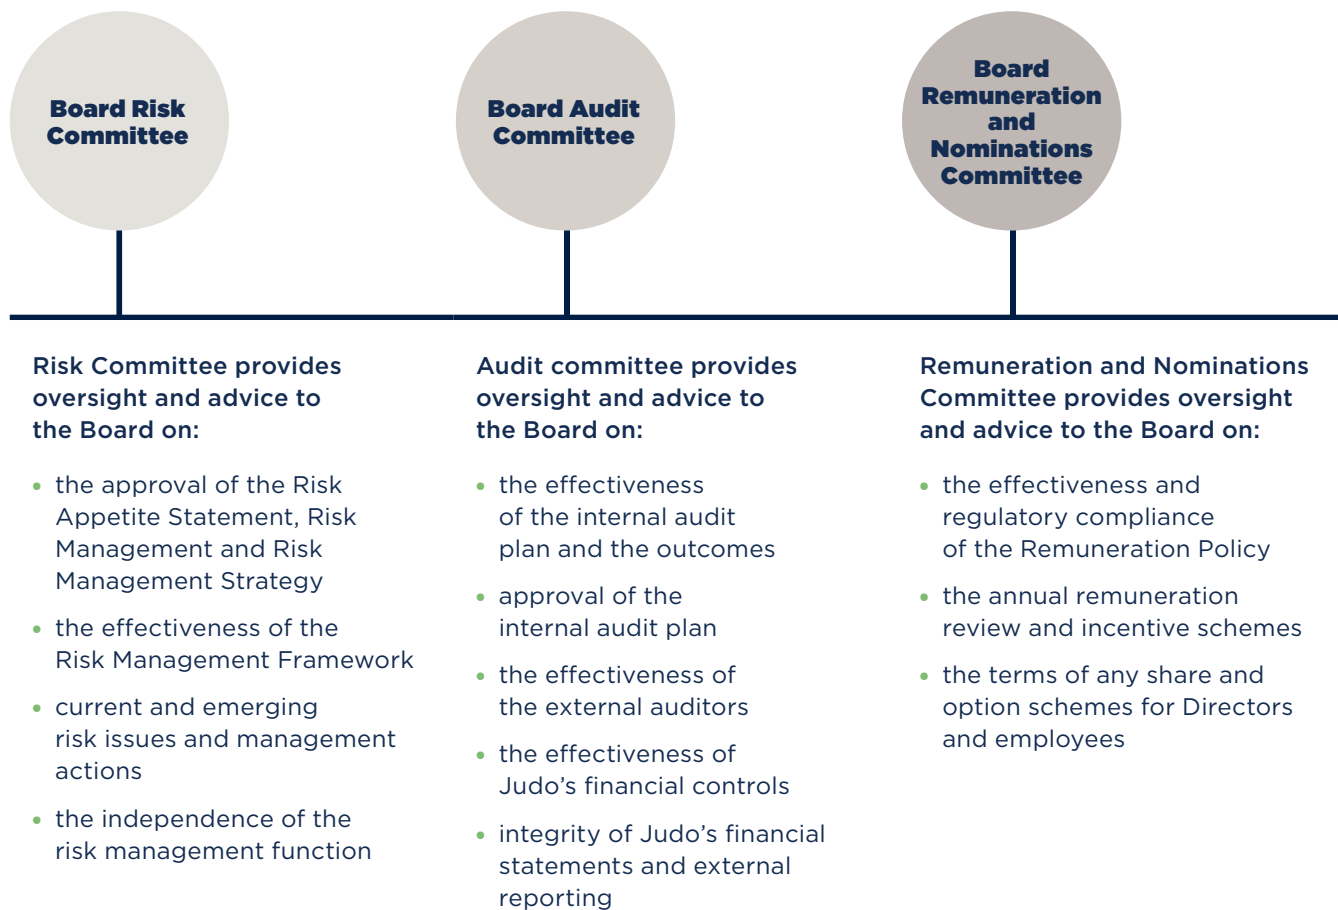 Board Risk
Committee
Board Audit
Committee
Board
Remuneration
and
Nominations
Committee
Risk Committee provides
oversight and advice to
the Board on:
• the approval of the Risk
Appetite Statement, Risk
Management and Risk
Management Strategy
• the effectiveness of the
Risk Management Framework
• current and emerging
risk issues and management
actions
• the independence of the
risk management function
Audit committee provides
oversight and advice to
the Board on:
• the effectiveness
of the internal audit
plan and the outcomes
• approval of the
internal audit plan
• the effectiveness of
the external auditors
• the effectiveness of
Judo’s financial controls
• integrity of Judo’s financial
statements and external
reporting
Remuneration and Nominations
Committee provides oversight
and advice to the Board on:
• the effectiveness and
regulatory compliance
of the Remuneration Policy
• the annual remuneration
review and incentive schemes
• the terms of any share and
option schemes for Directors
and employees